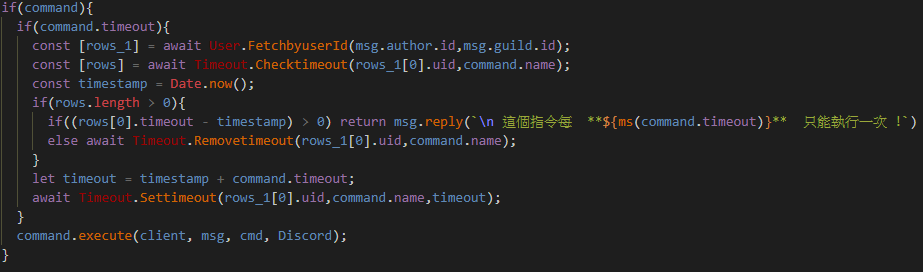 if(command){
  if(command.timeout){
    const [rows_1] = await User.FetchbyuserId(msg.author.id,msg.guild.id);
    const [rows] = await Timeout.Checktimeout(rows_1[0].uid,command.name);
    const timestamp = Date.now();
    if(rows.length > 0){
      if((rows[0].timeout - timestamp) > 0) return msg.reply(`\n 這個指令每  **${ms(command.timeout)}**  只能執行一次 !`)
      else await Timeout.Removetimeout(rows_1[0].uid,command.name);
    }
    let timeout = timestamp + command.timeout;
    await Timeout.Settimeout(rows_1[0].uid,command.name,timeout);
  }
  command.execute(client, msg, cmd, Discord);
}